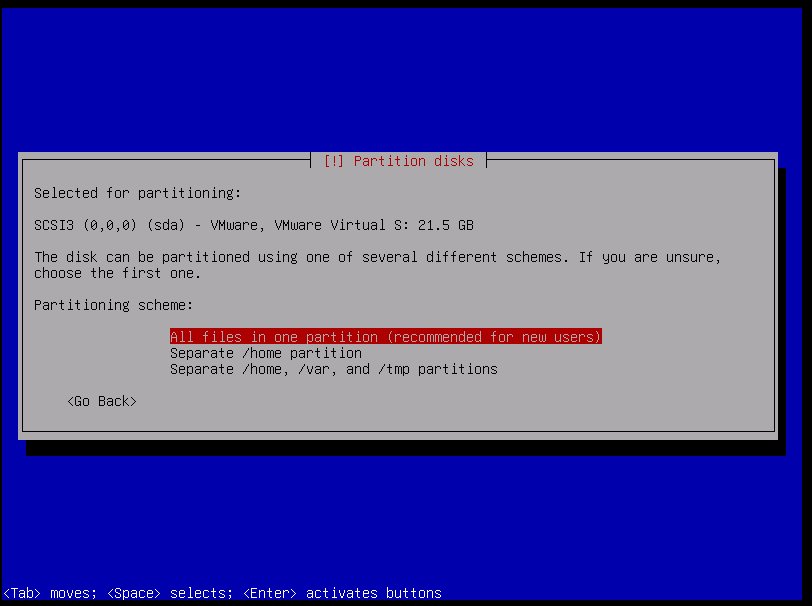 [!] Partition disks
Selected for partitioning:
SCSI3 (0,0,0) (sda) - VMware, VMware Virtual S: 21.5 GB
The disk can be partitioned using one of several different schemes. If you are unsure,
choose the first one.
Partitioning scheme:
All files in one partition (recommended for new users)
Separate /home partition
Separate /home, /var, and /tmp partitions
<Go Back>
<Tab> moves; <Space> selects; <Enter> activates buttons